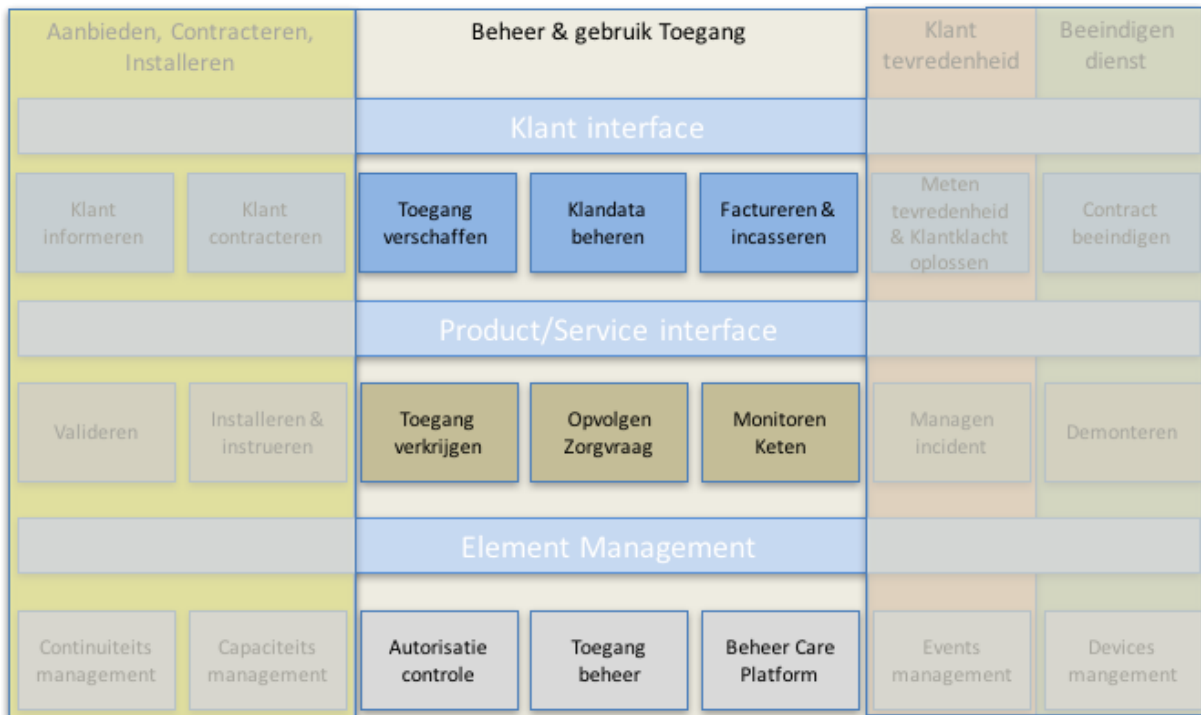 Aanbieden, Contracteren,
Installeren
Beheer & gebruik Toegang
Klant
tevredenheid
Beeindigen
dienst
Klant interface
Klant
informeren
Klant
contracteren
Toegang
verschaffen
Klandata
beheren
Factureren &
incasseren
Meten
tevredenheid
& Klantklacht
oplossen
Contract
beeindigen
Product/Service interface
Valideren
Installeren &
instrueren
Toegang
verkrijgen
Opvolgen
Zorgvraag
Monitoren
Keten
Managen
incident
Demonteren
Element Management
Continuiteits
management
Capaciteits
management
Autorisatie
controle
Toegang
beheer
Beheer Care
Platform
Events
management
Devices
mangement